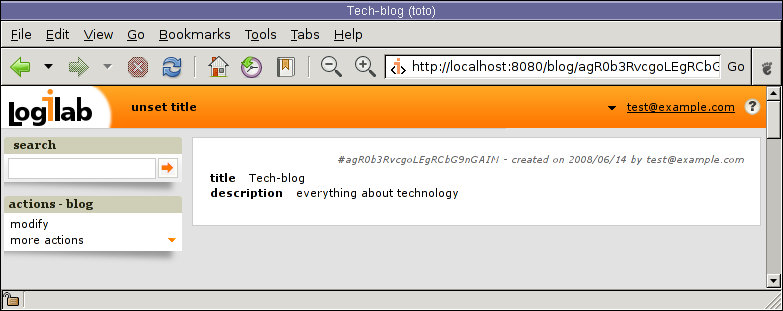 Tech-blog (toto)
File Edit View Go Bookmarks Tools Tabs Help
http://localhost:8080/blog/agR0b3RvcgoLEgRCbG Go
Logilab unset title test@example.com ?
search
#agR0b3RvcgoLEgRCbG9nGAIM - created on 2008/06/14 by test@example.com
title Tech-blog
description everything about technology
actions - blog
modify
more actions